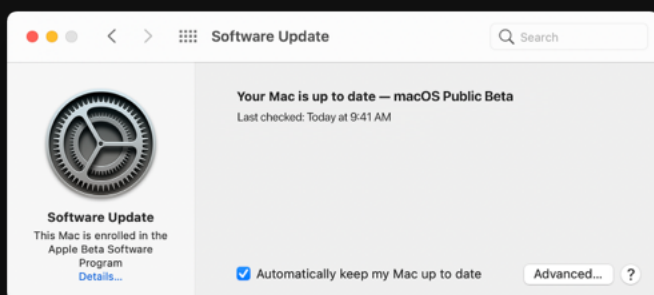 Software Update
Search
Your Mac is up to date — macOS Public Beta
Last checked: Today at 9:41 AM
Software Update
This Mac is enrolled in the
Apple Beta Software
Program
Details...
Automatically keep my Mac up to date
Advanced...
?